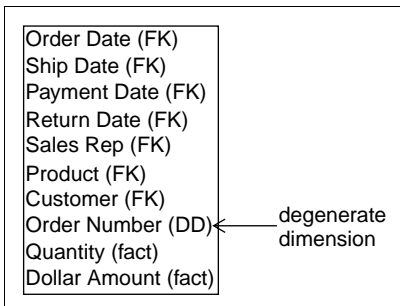 Order Date (FK)
Ship Date (FK)
Payment Date (FK)
Return Date (FK)
Sales Rep (FK)
Product (FK)
Customer (FK)
Order Number (DD)
Quantity (fact)
Dollar Amount (fact)
degenerate
dimension